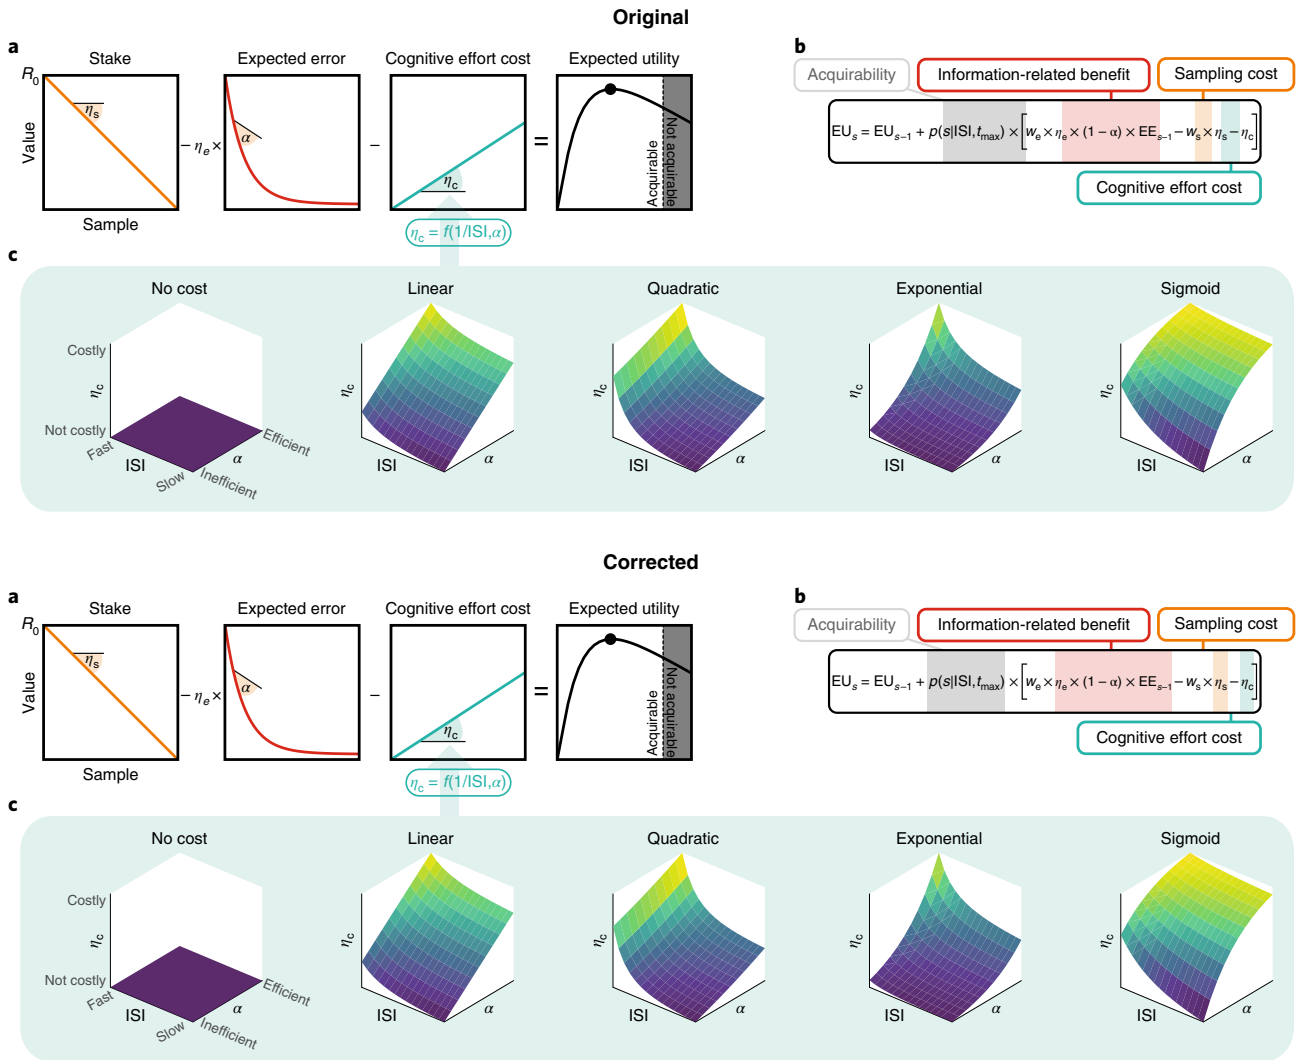 Original
a
b
Stake
Expected error
Cognitive effort cost
Expected utility
R0
Value
ηs
− ηe ×
α
−
ηc
=
Acquirable
Not acquirable
Sample
ηc = f(1/ISI,α)
Acquirability
Information-related benefit
Sampling cost
EUs = EUs−1 + p(s|ISI,tmax) × [we × ηe × (1 − α) × EEs−1 − ws × ηs − ηc]
Cognitive effort cost
c
No cost
Linear
Quadratic
Exponential
Sigmoid
Costly
ηc
Not costly
Fast
ISI
Slow
Inefficient
α
Efficient
ηc
ISI
α
ηc
ISI
α
ηc
ISI
α
ηc
ISI
α
Corrected
a
b
Stake
Expected error
Cognitive effort cost
Expected utility
R0
Value
ηs
− ηe ×
α
−
ηc
=
Acquirable
Not acquirable
Sample
ηc = f(1/ISI,α)
Acquirability
Information-related benefit
Sampling cost
EUs = EUs−1 + p(s|ISI,tmax) × [we × ηe × (1 − α) × EEs−1 − ws × ηs − ηc]
Cognitive effort cost
c
No cost
Linear
Quadratic
Exponential
Sigmoid
Costly
ηc
Not costly
Fast
ISI
Slow
Inefficient
α
Efficient
ηc
ISI
α
ηc
ISI
α
ηc
ISI
α
ηc
ISI
α